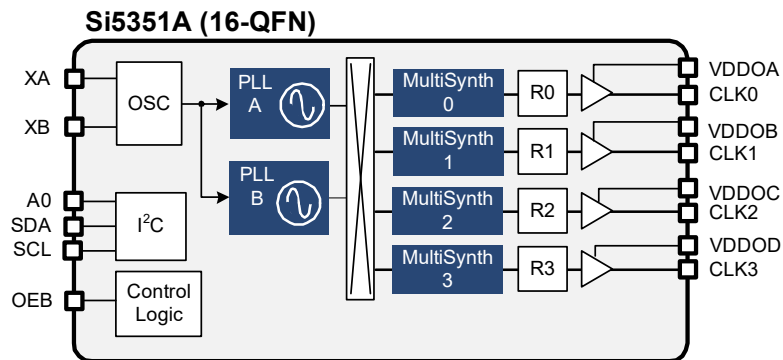 Si5351A (16-QFN)
XA
XB
OSC
PLL
A
PLL
B
MultiSynth
0
R0
VDDOA
CLK0
MultiSynth
1
R1
VDDOB
CLK1
MultiSynth
2
R2
VDDOC
CLK2
MultiSynth
3
R3
VDDOD
CLK3
A0
SDA
SCL
I²C
OEB
Control
Logic